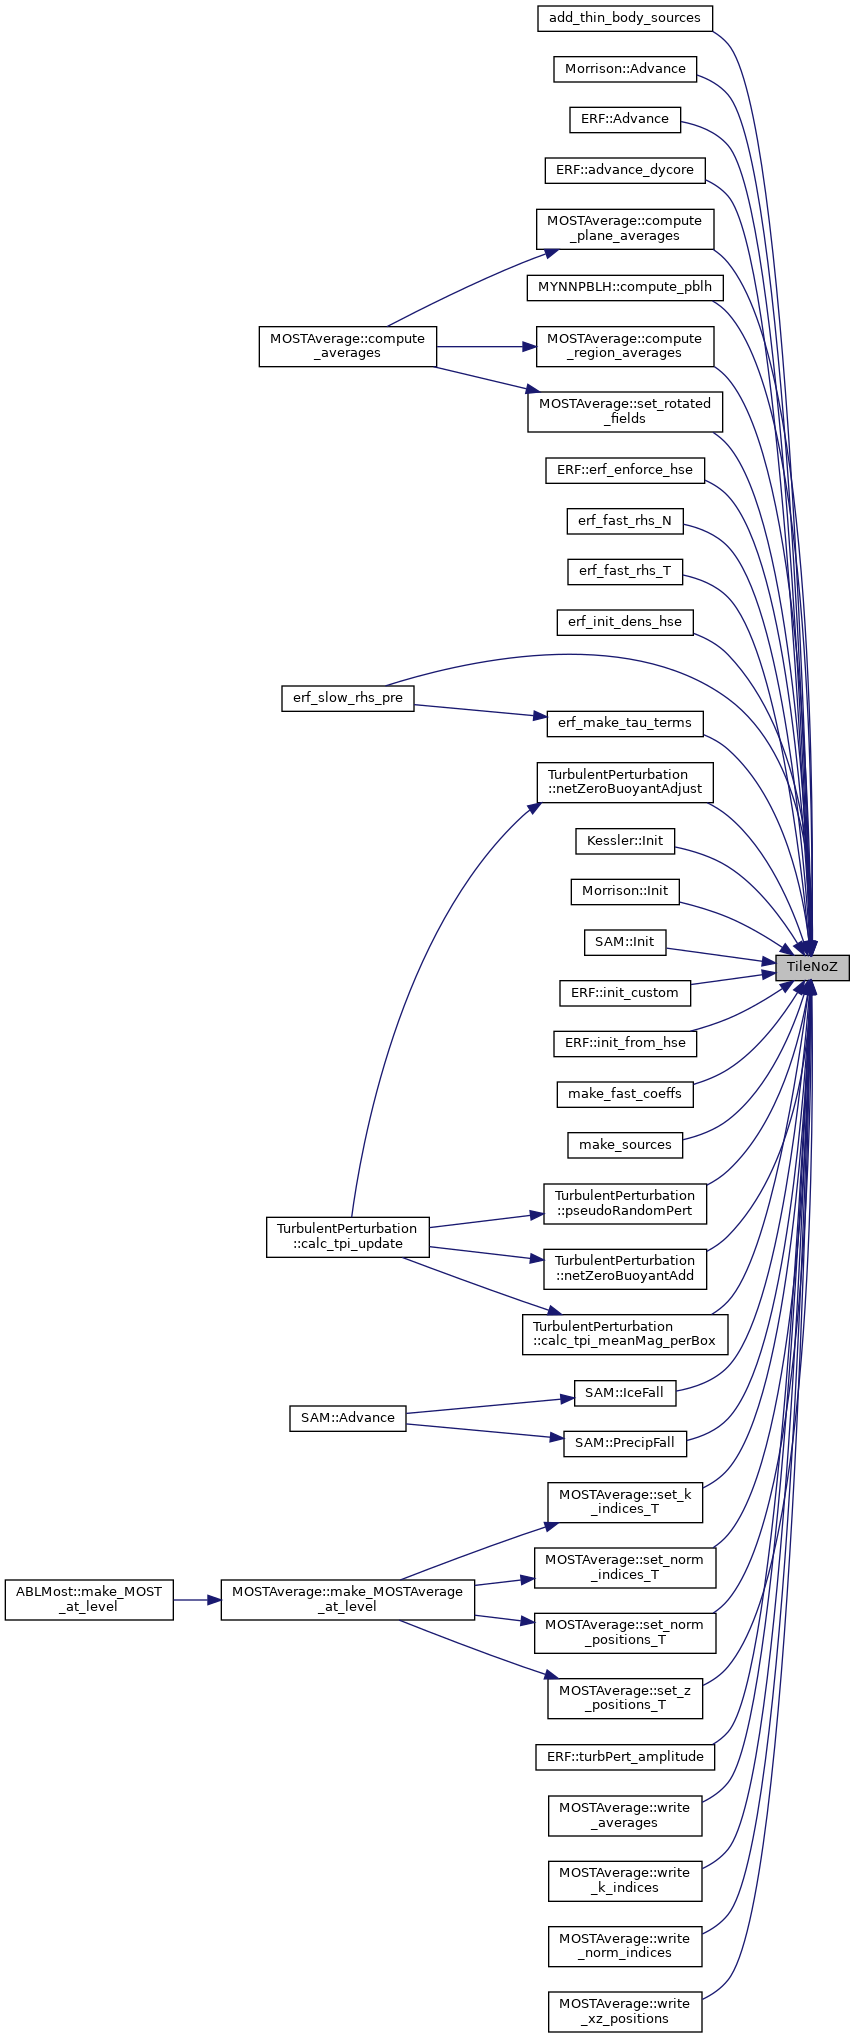 add_thin_body_sources
Morrison::Advance
ERF::Advance
ERF::advance_dycore
MOSTAverage::compute
_plane_averages
MYNNPBLH::compute_pblh
MOSTAverage::compute
_averages
MOSTAverage::compute
_region_averages
MOSTAverage::set_rotated
_fields
ERF::erf_enforce_hse
erf_fast_rhs_N
erf_fast_rhs_T
erf_init_dens_hse
erf_slow_rhs_pre
erf_make_tau_terms
TurbulentPerturbation
::netZeroBuoyantAdjust
Kessler::Init
Morrison::Init
SAM::Init
TileNoZ
ERF::init_custom
ERF::init_from_hse
make_fast_coeffs
make_sources
TurbulentPerturbation
::pseudoRandomPert
TurbulentPerturbation
::calc_tpi_update
TurbulentPerturbation
::netZeroBuoyantAdd
TurbulentPerturbation
::calc_tpi_meanMag_perBox
SAM::IceFall
SAM::Advance
SAM::PrecipFall
MOSTAverage::set_k
_indices_T
MOSTAverage::set_norm
_indices_T
ABLMost::make_MOST
_at_level
MOSTAverage::make_MOSTAverage
_at_level
MOSTAverage::set_norm
_positions_T
MOSTAverage::set_z
_positions_T
ERF::turbPert_amplitude
MOSTAverage::write
_averages
MOSTAverage::write
_k_indices
MOSTAverage::write
_norm_indices
MOSTAverage::write
_xz_positions